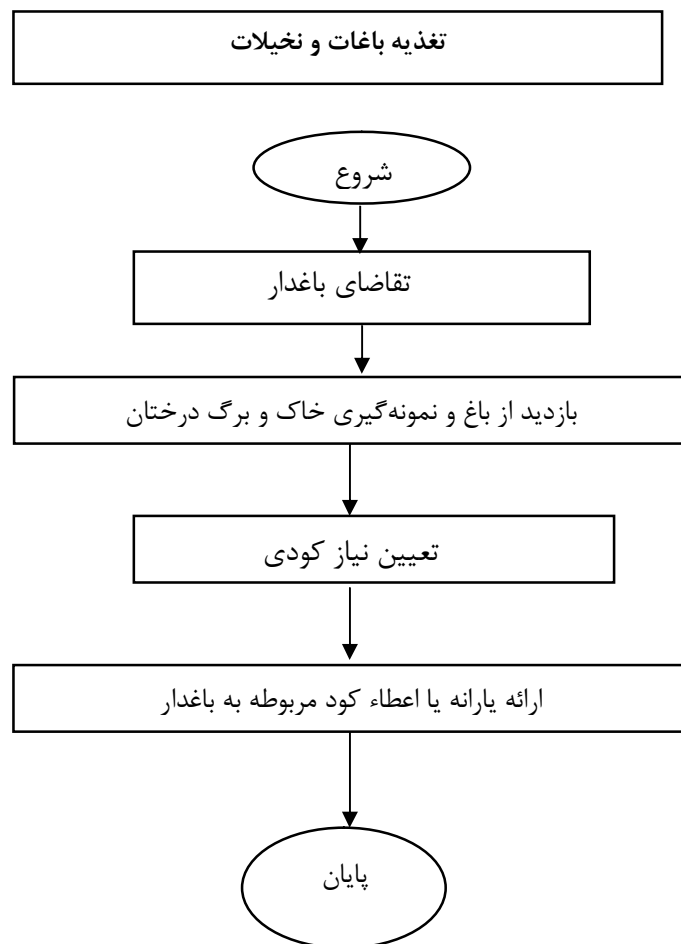 تغذیه باغات و نخیلات
شروع
تقاضای باغدار
بازدید از باغ و نمونه‌گیری خاک و برگ درختان
تعیین نیاز کودی
ارائه یارانه یا اعطاء کود مربوطه به باغدار
پایان